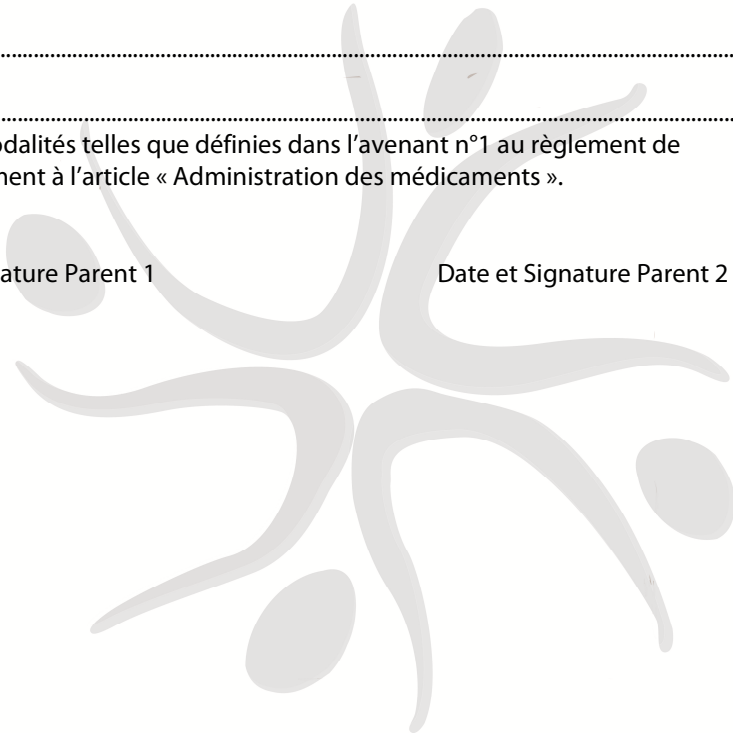 odalités telles que définies dans l’avenant n°1 au règlement de
ment à l’article « Administration des médicaments ».
ature Parent 1 Date et Signature Parent 2